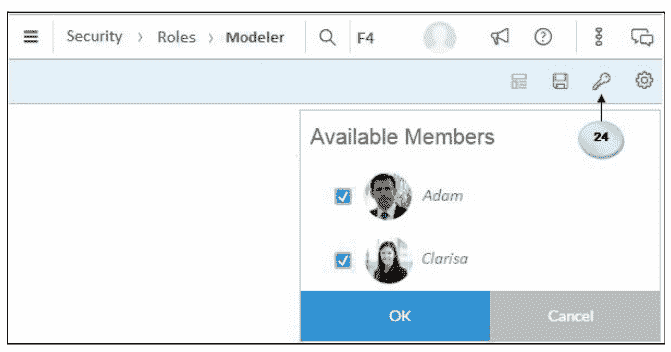 Security > Roles > Modeler F4
24
Available Members
Adam
Clarisa
OK Cancel